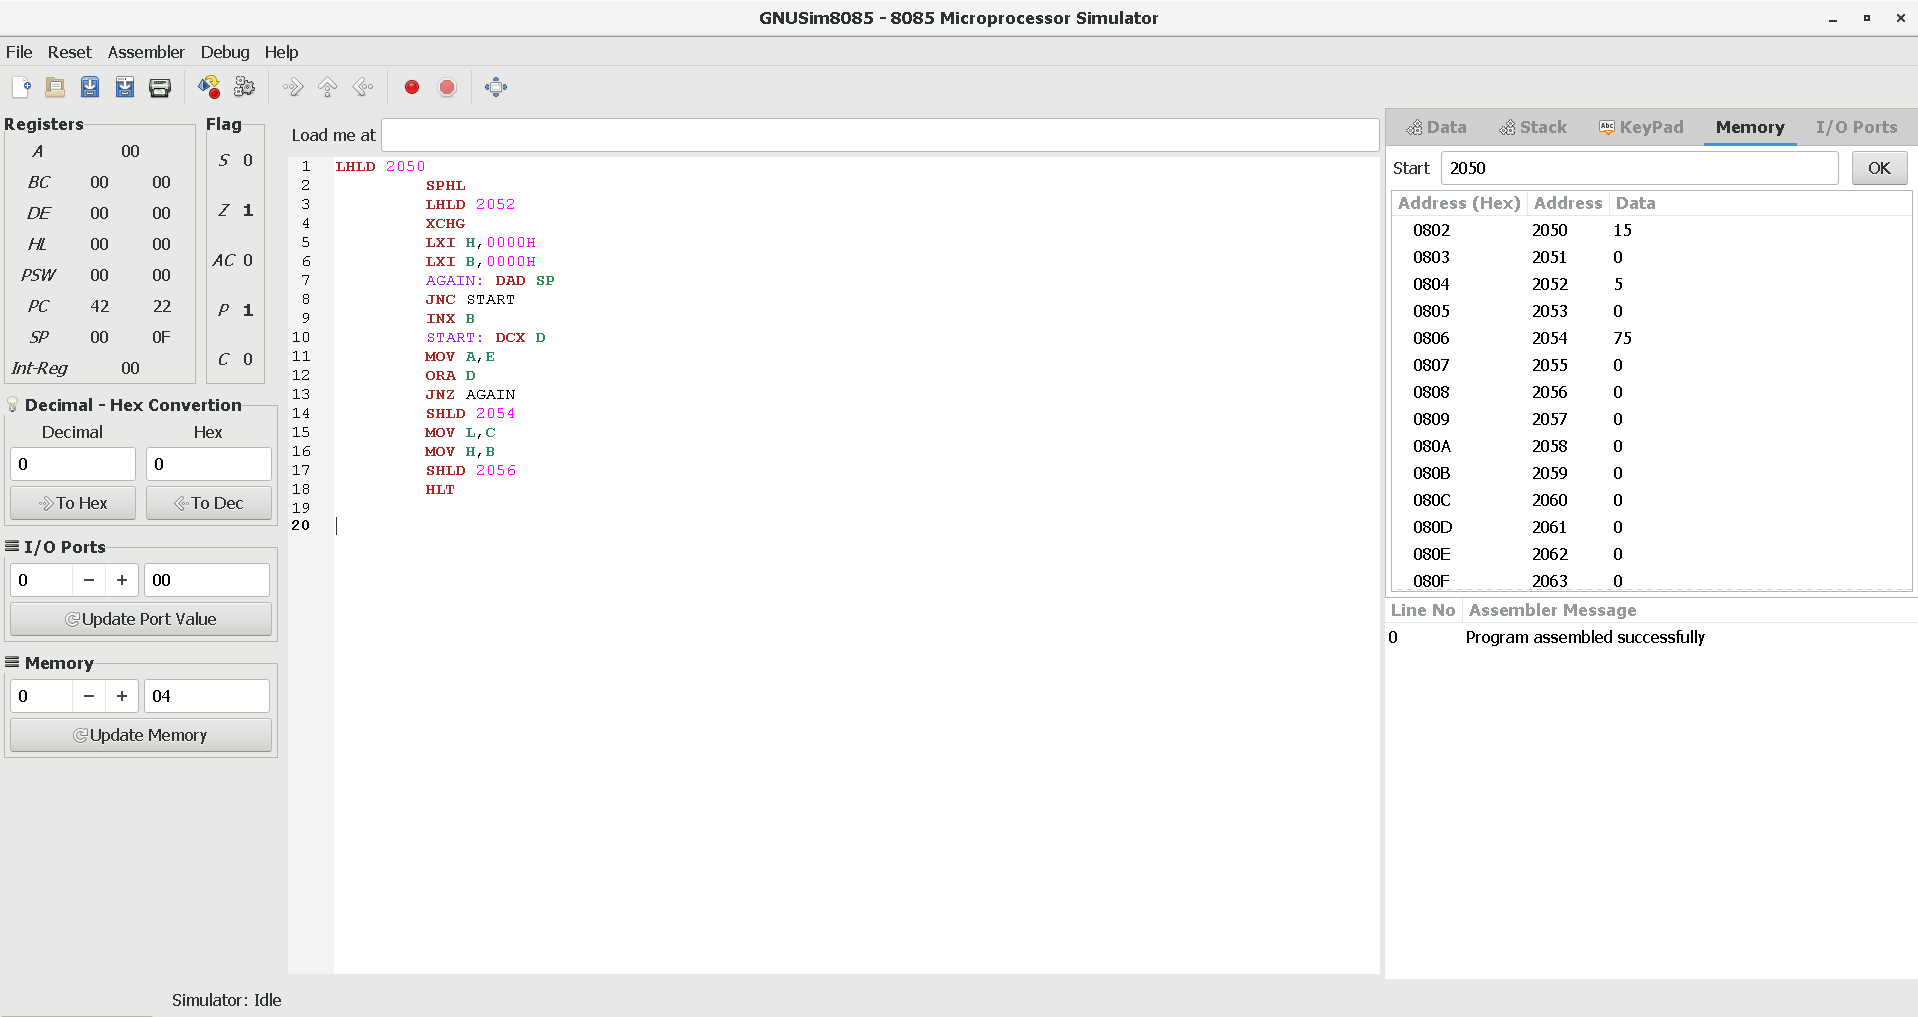 GNUSim8085 - 8085 Microprocessor Simulator
File Reset Assembler Debug Help
Registers
A 00
BC 00 00
DE 00 00
HL 00 00
PSW 00 00
PC 42 22
SP 00 0F
Int-Reg 00
Flag
S 0
Z 1
AC 0
P 1
C 0
Decimal - Hex Convertion
Decimal Hex
0 0
To Hex To Dec
I/O Ports
0 − + 00
Update Port Value
Memory
0 − + 04
Update Memory
Load me at
1 LHLD 2050
2 SPHL
3 LHLD 2052
4 XCHG
5 LXI H,0000H
6 LXI B,0000H
7 AGAIN: DAD SP
8 JNC START
9 INX B
10 START: DCX D
11 MOV A,E
12 ORA D
13 JNZ AGAIN
14 SHLD 2054
15 MOV L,C
16 MOV H,B
17 SHLD 2056
18 HLT
19
20
Data Stack Abc KeyPad Memory I/O Ports
Start 2050 OK
Address (Hex) Address Data
0802 2050 15
0803 2051 0
0804 2052 5
0805 2053 0
0806 2054 75
0807 2055 0
0808 2056 0
0809 2057 0
080A 2058 0
080B 2059 0
080C 2060 0
080D 2061 0
080E 2062 0
080F 2063 0
Line No Assembler Message
0 Program assembled successfully
Simulator: Idle